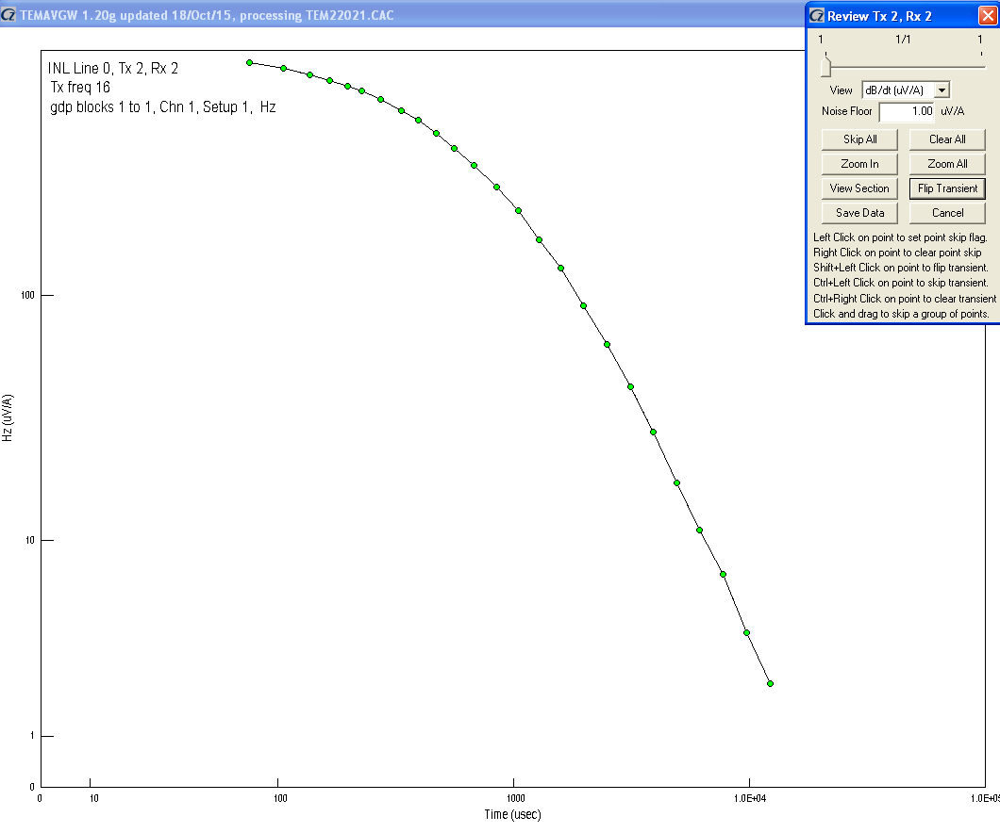 TEMAVGW 1.20g updated 18/Oct/15, processing TEM22021.CAC
INL Line 0, Tx 2, Rx 2
Tx freq 16
gdp blocks 1 to 1, Chn 1, Setup 1, Hz
100
10
1
0
Hz (uV/A)
0 10 100 1000 1.0E+04 1.0E+05
Time (usec)
Review Tx 2, Rx 2
1 1/1 1
View dB/dt (uV/A)
Noise Floor 1.00 uV/A
Skip All Clear All
Zoom In Zoom All
View Section Flip Transient
Save Data Cancel
Left Click on point to set point skip flag.
Right Click on point to clear point skip
Shift+Left Click on point to flip transient.
Ctrl+Left Click on point to skip transient.
Ctrl+Right Click on point to clear transient
Click and drag to skip a group of points.